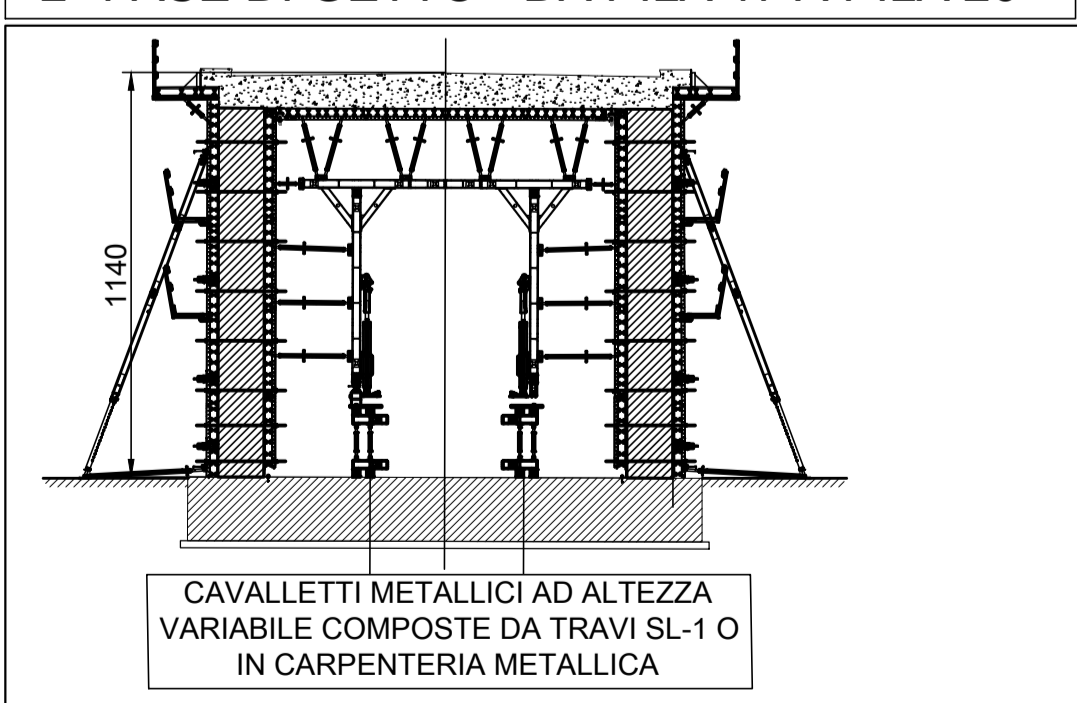 1140
CAVALLETTI METALLICI AD ALTEZZA
VARIABILE COMPOSTE DA TRAVI SL-1 O
IN CARPENTERIA METALLICA